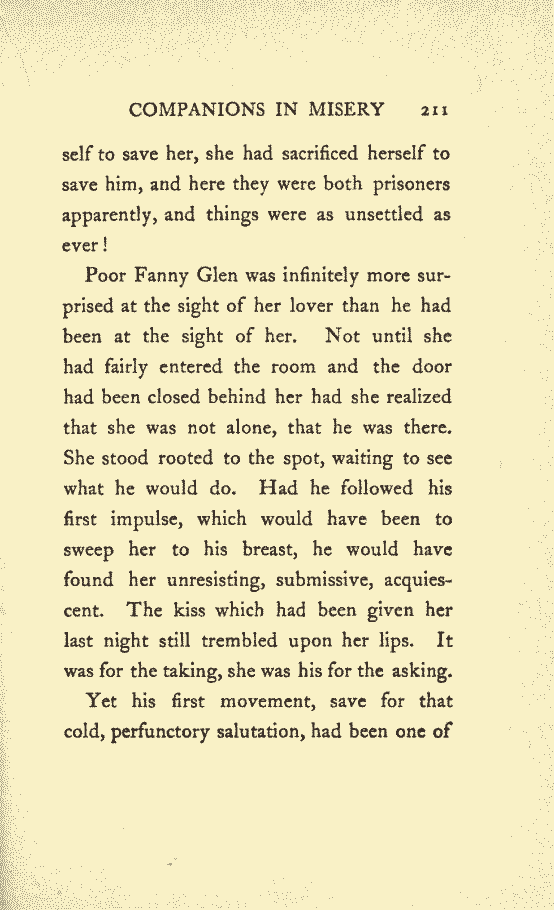 COMPANIONS IN MISERY 211
self to save her, she had sacrificed herself to
save him, and here they were both prisoners
apparently, and things were as unsettled as
ever!
Poor Fanny Glen was infinitely more sur-
prised at the sight of her lover than he had
been at the sight of her. Not until she
had fairly entered the room and the door
had been closed behind her had she realized
that she was not alone, that he was there.
She stood rooted to the spot, waiting to see
what he would do. Had he followed his
first impulse, which would have been to
sweep her to his breast, he would have
found her unresisting, submissive, acquies-
cent. The kiss which had been given her
last night still trembled upon her lips. It
was for the taking, she was his for the asking.
Yet his first movement, save for that
cold, perfunctory salutation, had been one of